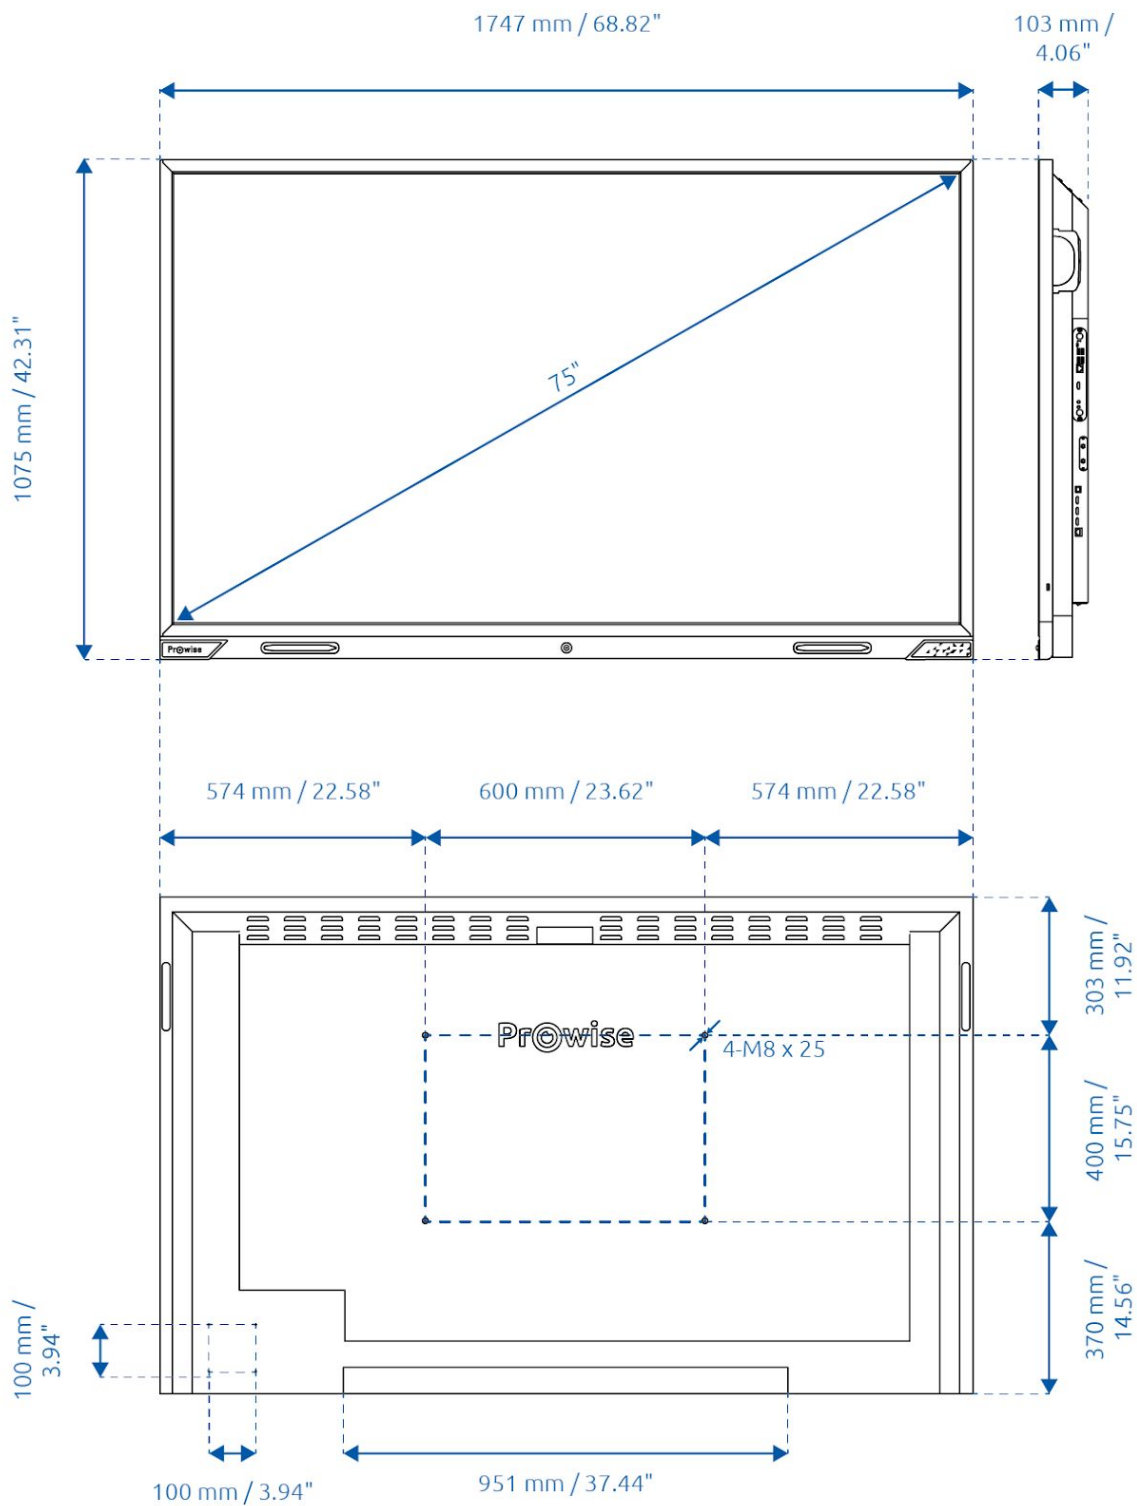 1747 mm / 68.82"
103 mm /
4.06"
1075 mm / 42.31"
75"
Prowise
574 mm / 22.58"
600 mm / 23.62"
574 mm / 22.58"
303 mm /
11.92"
Prowise
4-M8 x 25
400 mm /
15.75"
370 mm /
14.56"
100 mm /
3.94"
100 mm / 3.94"
951 mm / 37.44"